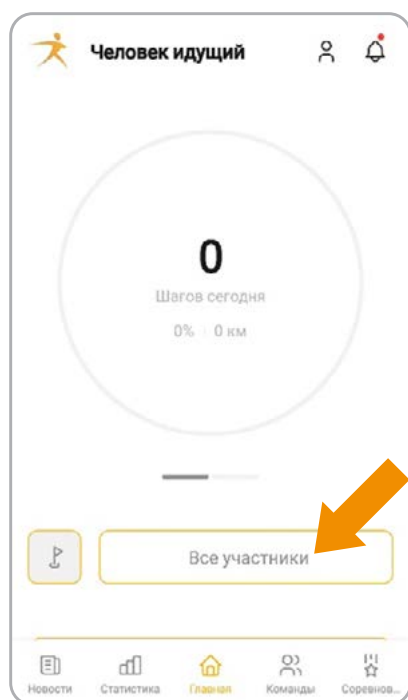 Человек идущий
0
Шагов сегодня
0% · 0 км
Все участники
Новости Статистика Главная Команды Соревнов...